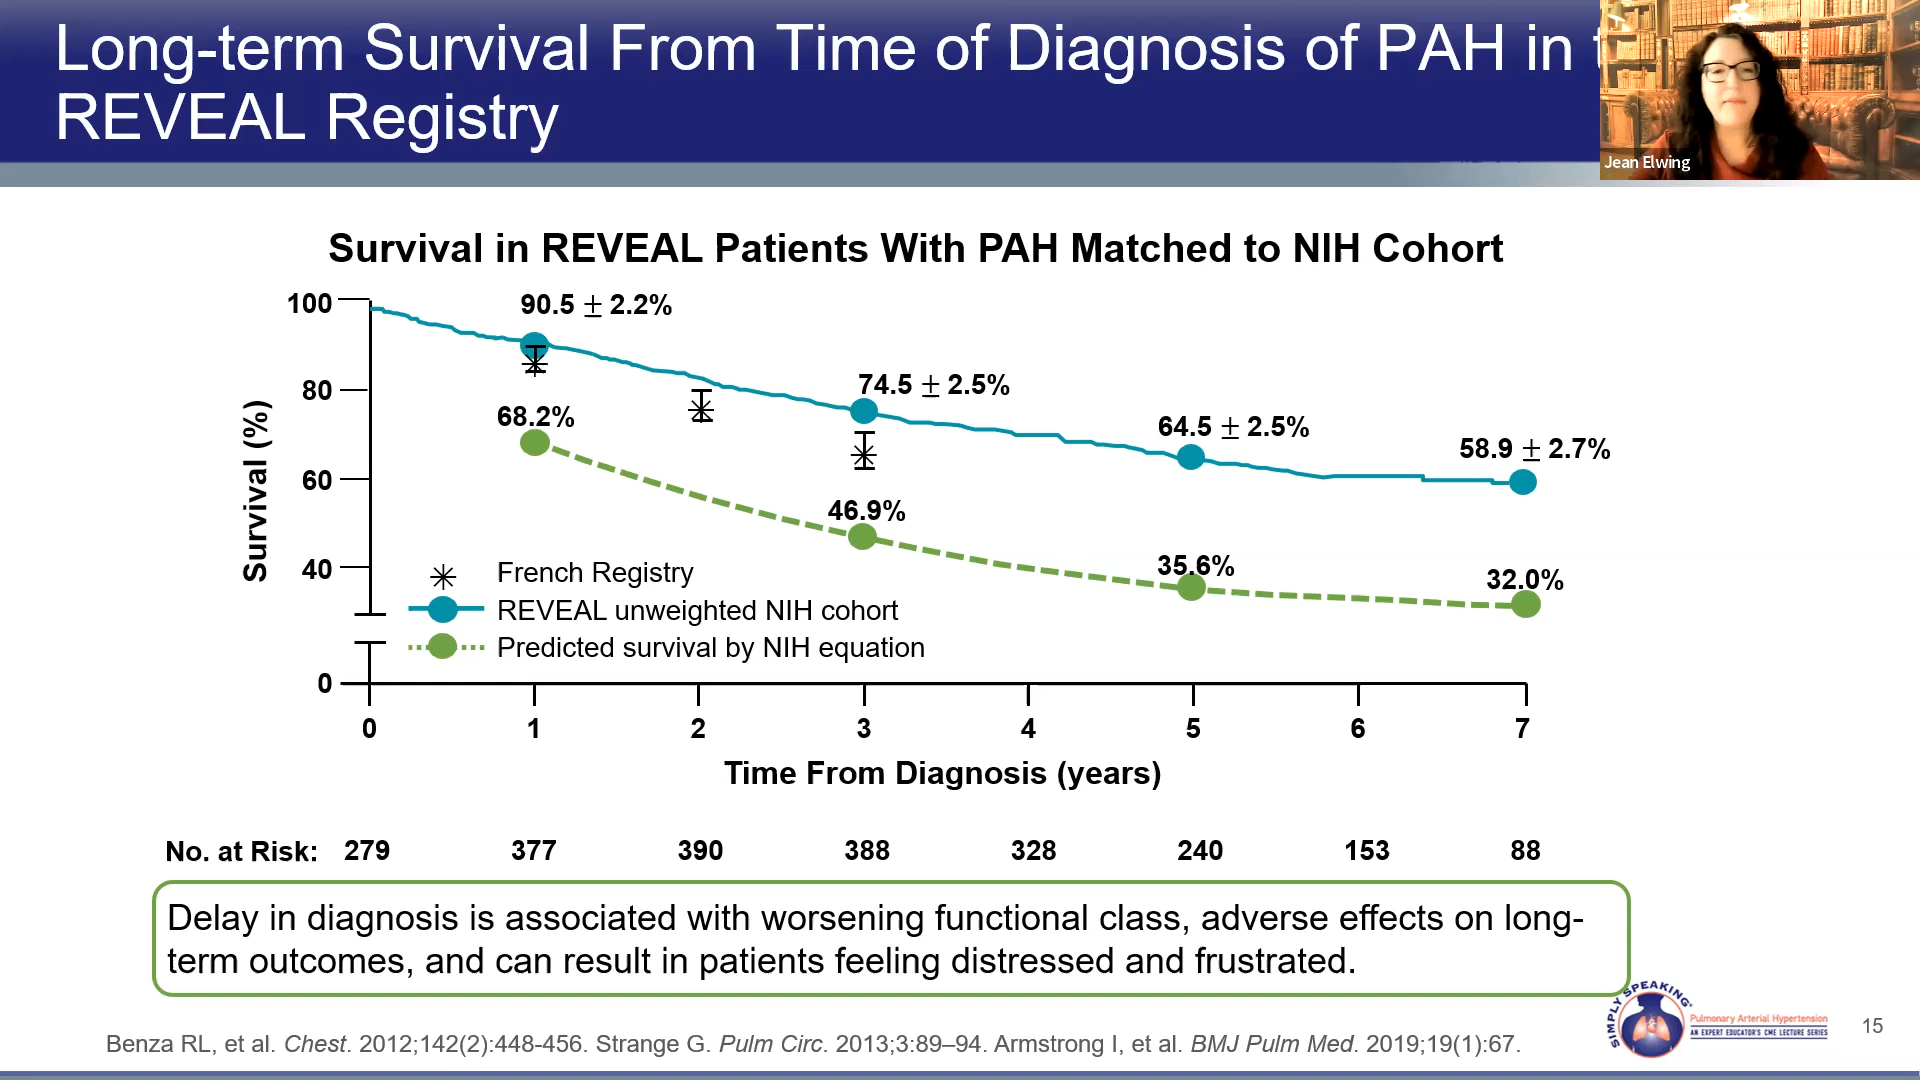 Long-term Survival From Time of Diagnosis of PAH in
REVEAL Registry
Jean Elwing
Survival in REVEAL Patients With PAH Matched to NIH Cohort
100
80
60
40
0
Survival (%)
90.5 ± 2.2%
74.5 ± 2.5%
64.5 ± 2.5%
58.9 ± 2.7%
68.2%
46.9%
35.6%
32.0%
French Registry
REVEAL unweighted NIH cohort
Predicted survival by NIH equation
0 1 2 3 4 5 6 7
Time From Diagnosis (years)
No. at Risk: 279 377 390 388 328 240 153 88
Delay in diagnosis is associated with worsening functional class, adverse effects on long-
term outcomes, and can result in patients feeling distressed and frustrated.
SIMPLY SPEAKING®
Pulmonary Arterial Hypertension
AN EXPERT EDUCATOR'S CME LECTURE SERIES
15
Benza RL, et al. Chest. 2012;142(2):448-456. Strange G. Pulm Circ. 2013;3:89–94. Armstrong I, et al. BMJ Pulm Med. 2019;19(1):67.